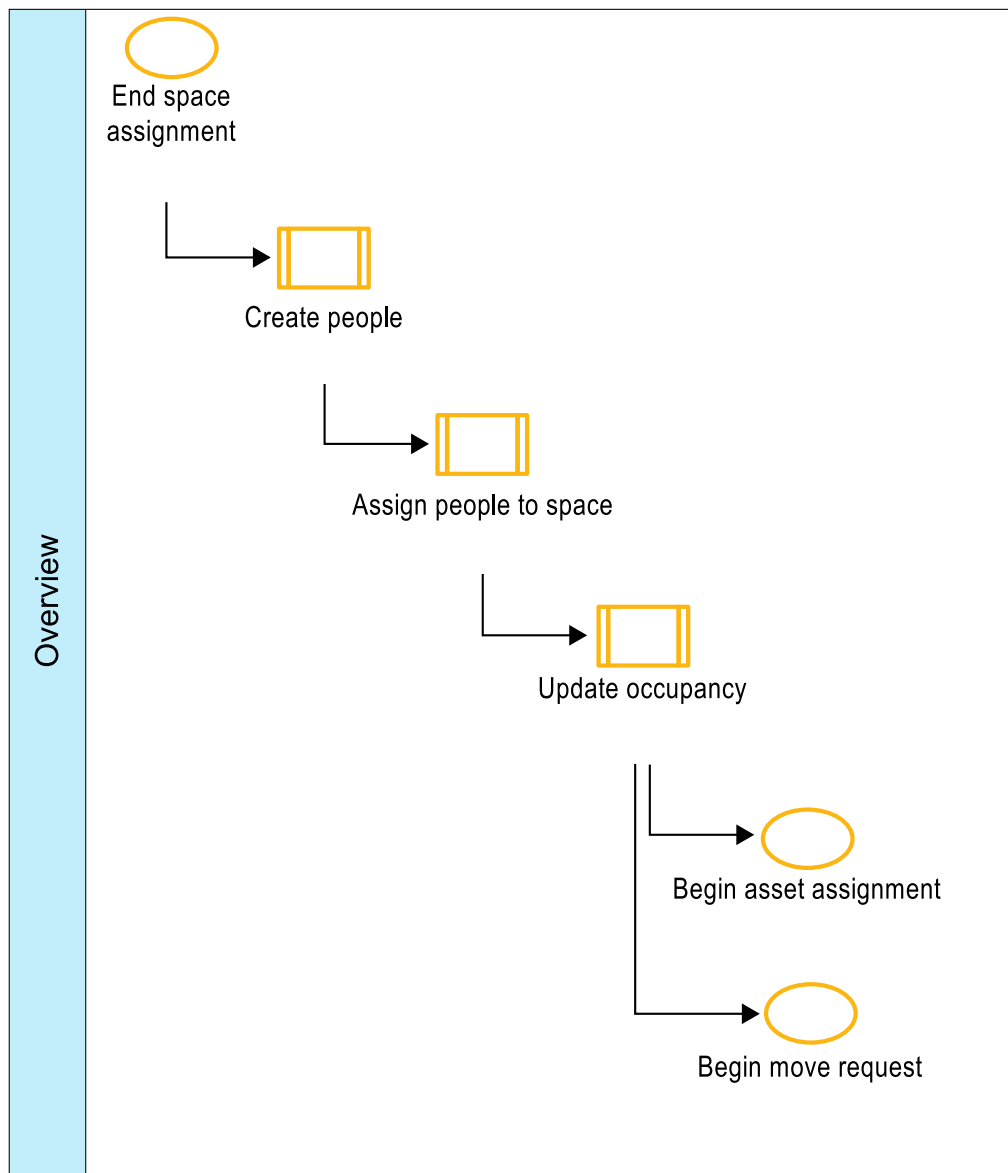 Overview
End space
assignment
Create people
Assign people to space
Update occupancy
Begin asset assignment
Begin move request